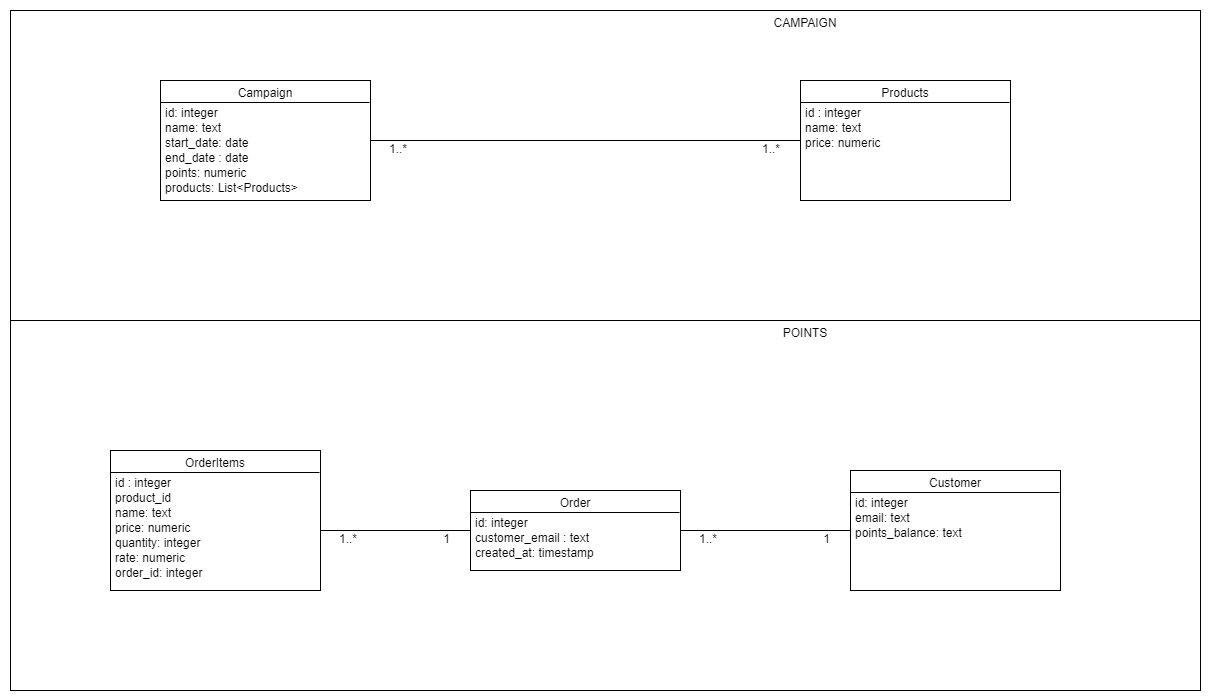 CAMPAIGN
Campaign
id: integer
name: text
start_date: date
end_date : date
points: numeric
products: List<Products>
1..*
1..*
Products
id : integer
name: text
price: numeric
POINTS
OrderItems
id : integer
product_id
name: text
price: numeric
quantity: integer
rate: numeric
order_id: integer
1..*
1
Order
id: integer
customer_email : text
created_at: timestamp
1..*
1
Customer
id: integer
email: text
points_balance: text